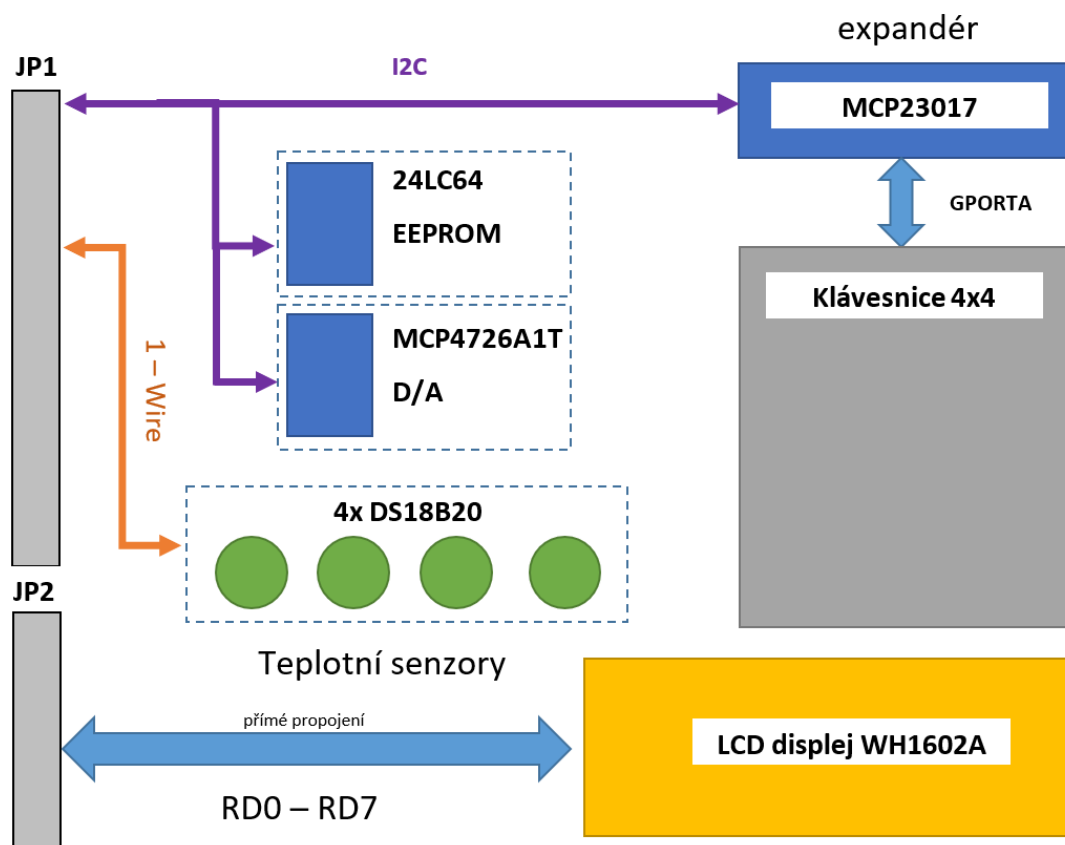 expandér
JP1
I2C
MCP23017
24LC64
EEPROM
GPORTA
Klávesnice 4x4
MCP4726A1T
D/A
1 – Wire
4x DS18B20
JP2
Teplotní senzory
přímé propojení
LCD displej WH1602A
RD0 – RD7